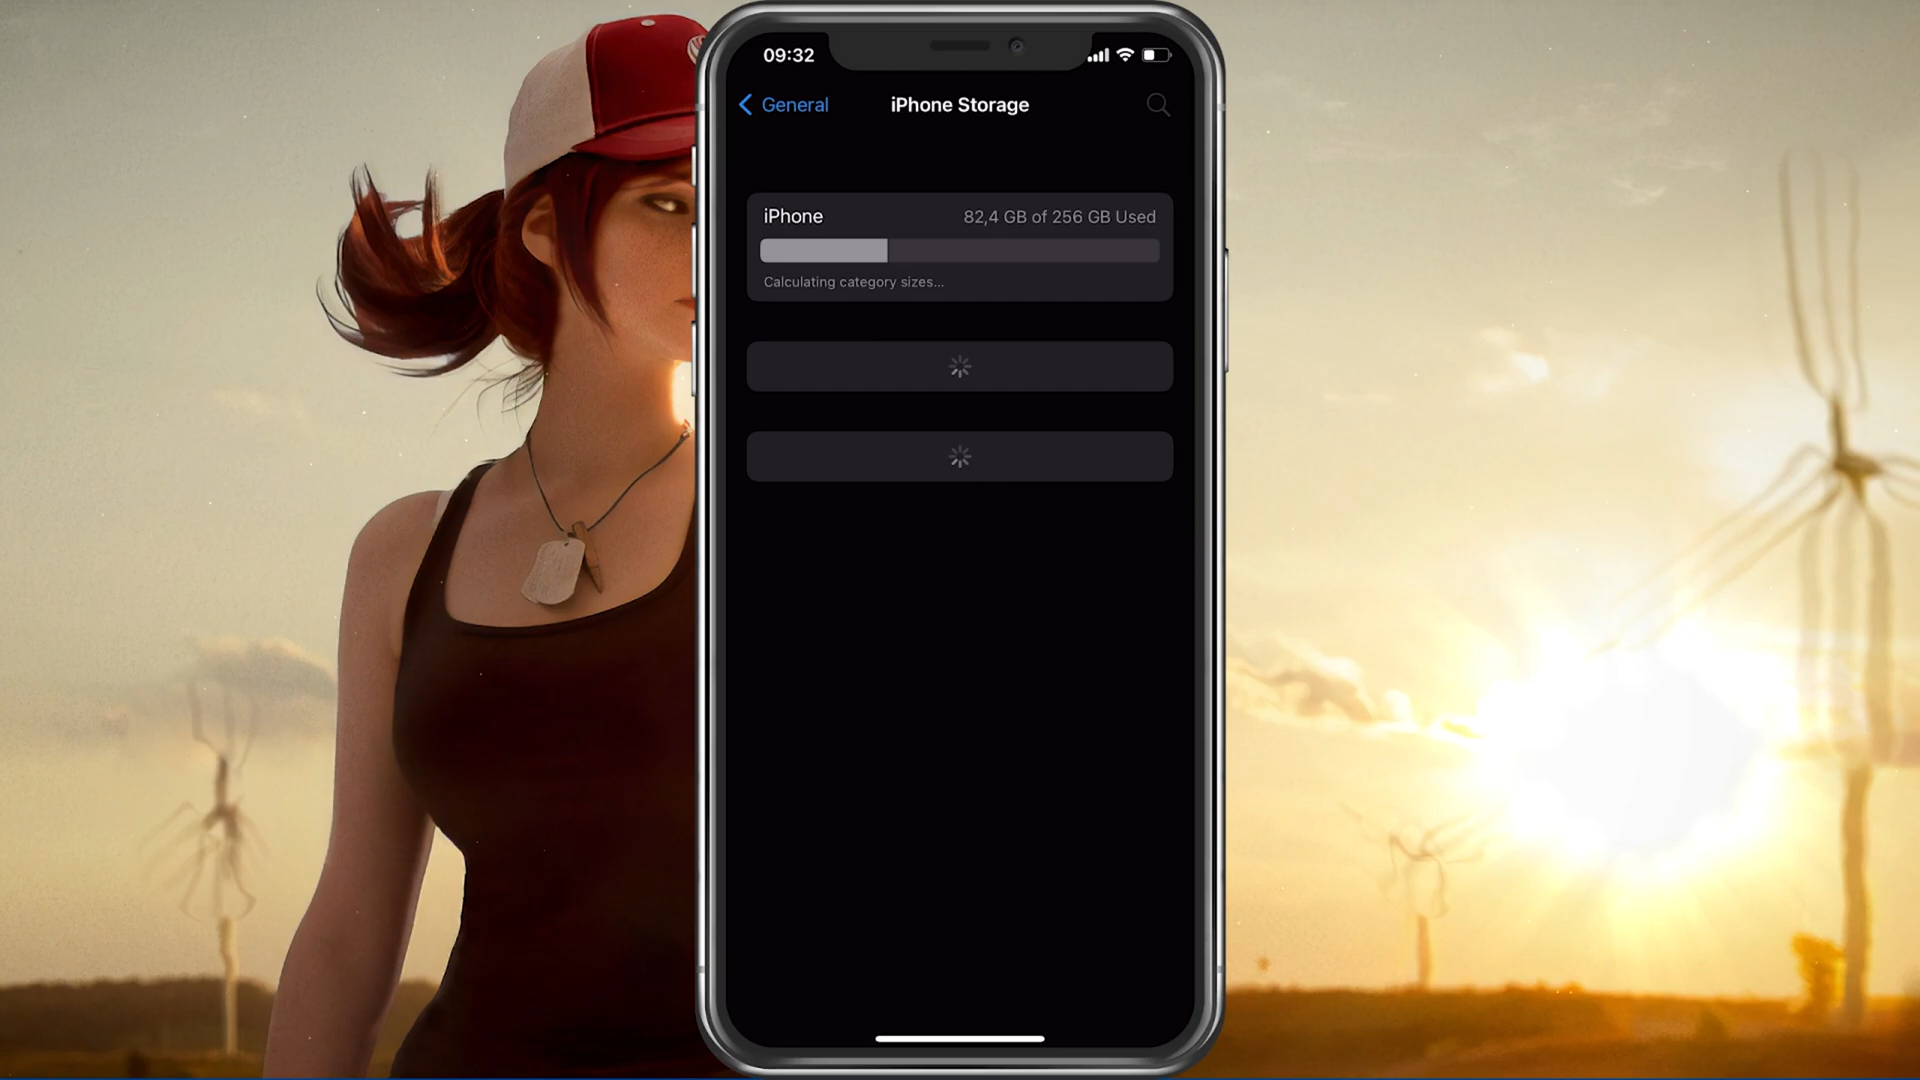 09:32
General
iPhone Storage
iPhone
82,4 GB of 256 GB Used
Calculating category sizes...